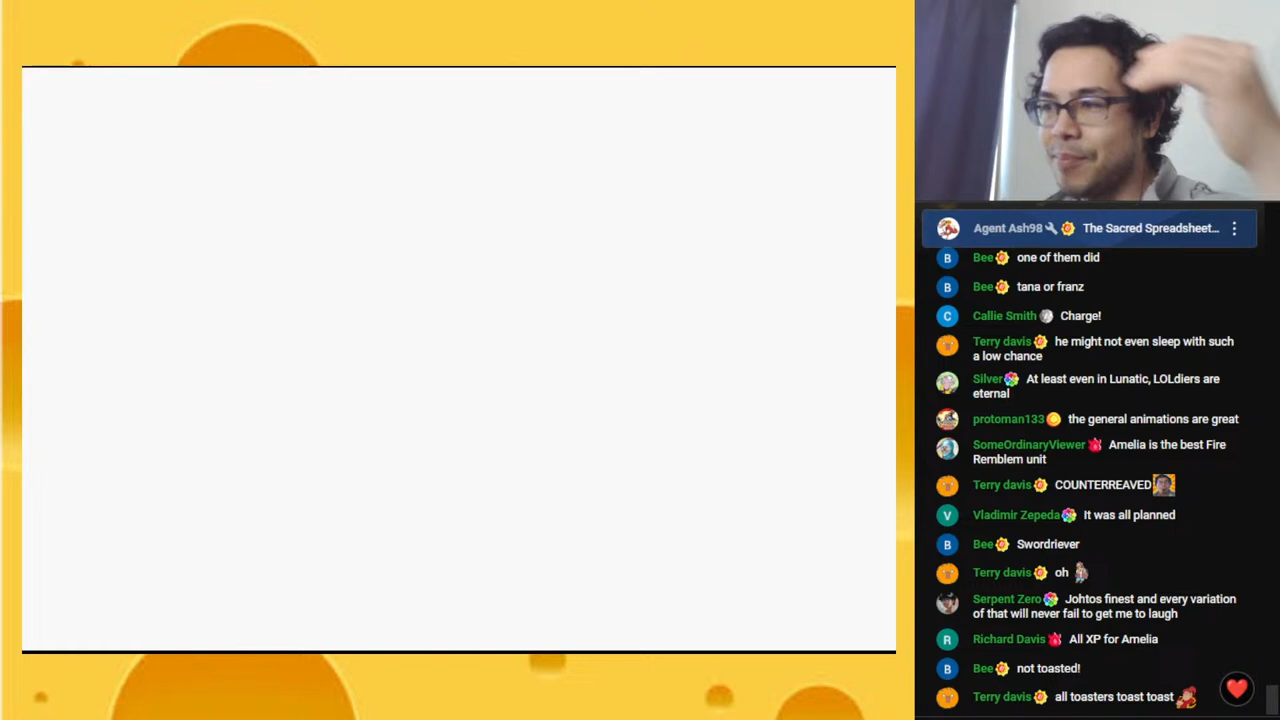 Agent Ash98 The Sacred Spreadsheet...
B Bee one of them did
B Bee tana or franz
C Callie Smith Charge!
Terry davis he might not even sleep with such
a low chance
Silver At least even in Lunatic, LOLdiers are
eternal
protoman133 the general animations are great
SomeOrdinaryViewer Amelia is the best Fire
Remblem unit
Terry davis COUNTERREAVED
V Vladimir Zepeda It was all planned
B Bee Swordriever
Terry davis oh
Serpent Zero Johtos finest and every variation
of that will never fail to get me to laugh
R Richard Davis All XP for Amelia
B Bee not toasted!
Terry davis all toasters toast toast